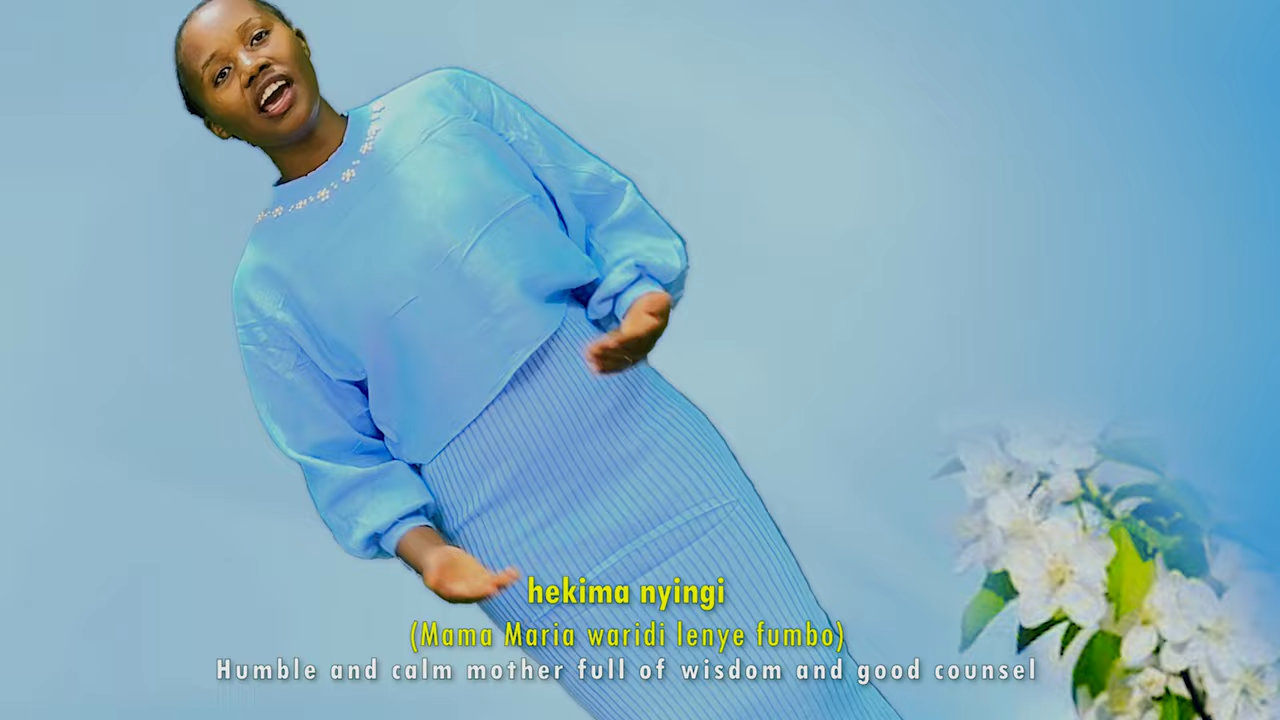 hekima nyingi
(Mama Maria waridi lenye fumbo)
Humble and calm mother full of wisdom and good counsel